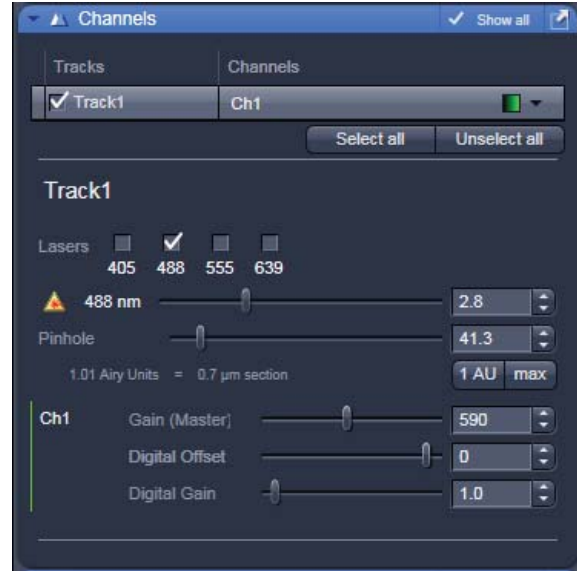 Channels Show all
Tracks Channels
Track1 Ch1
Select all Unselect all
Track1
Lasers
405 488 555 639
488 nm 2.8
Pinhole 41.3
1.01 Airy Units = 0.7 µm section 1 AU max
Ch1 Gain (Master) 590
Digital Offset 0
Digital Gain 1.0